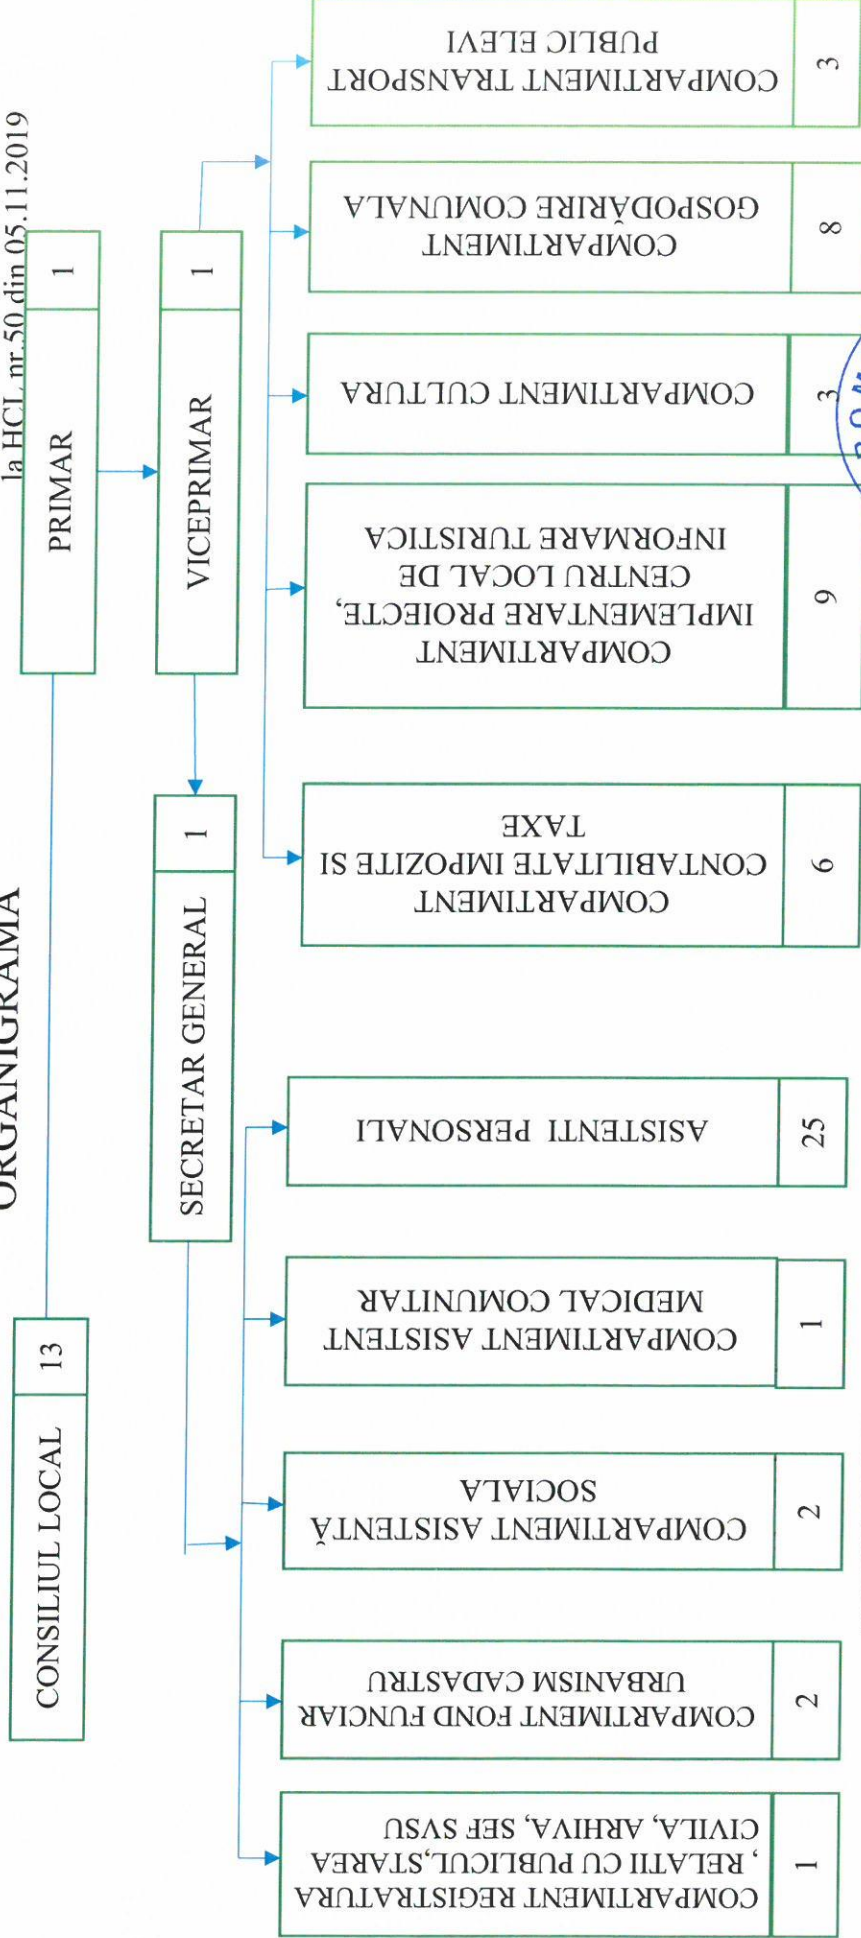 la HCL nr.50 din 05.11.2019
ORGANIGRAMA
CONSILIUL LOCAL
13
PRIMAR
1
VICEPRIMAR
1
SECRETAR GENERAL
1
COMPARTIMENT REGISTRATURA
, RELATII CU PUBLICUL,STAREA
CIVILA, ARHIVA, SEF SVSU
1
COMPARTIMENT FOND FUNCIAR
URBANISM CADASTRU
2
COMPARTIMENT ASISTENTĂ
SOCIALA
2
COMPARTIMENT ASISTENT
MEDICAL COMUNITAR
1
ASISTENTI PERSONALI
25
COMPARTIMENT
CONTABILITATE IMPOZITE SI
TAXE
6
COMPARTIMENT
IMPLEMENTARE PROIECTE,
CENTRU LOCAL DE
INFORMARE TURISTICA
9
COMPARTIMENT CULTURA
3
COMPARTIMENT
GOSPODĂRIRE COMUNALA
8
COMPARTIMENT TRANSPORT
PUBLIC ELEVI
3